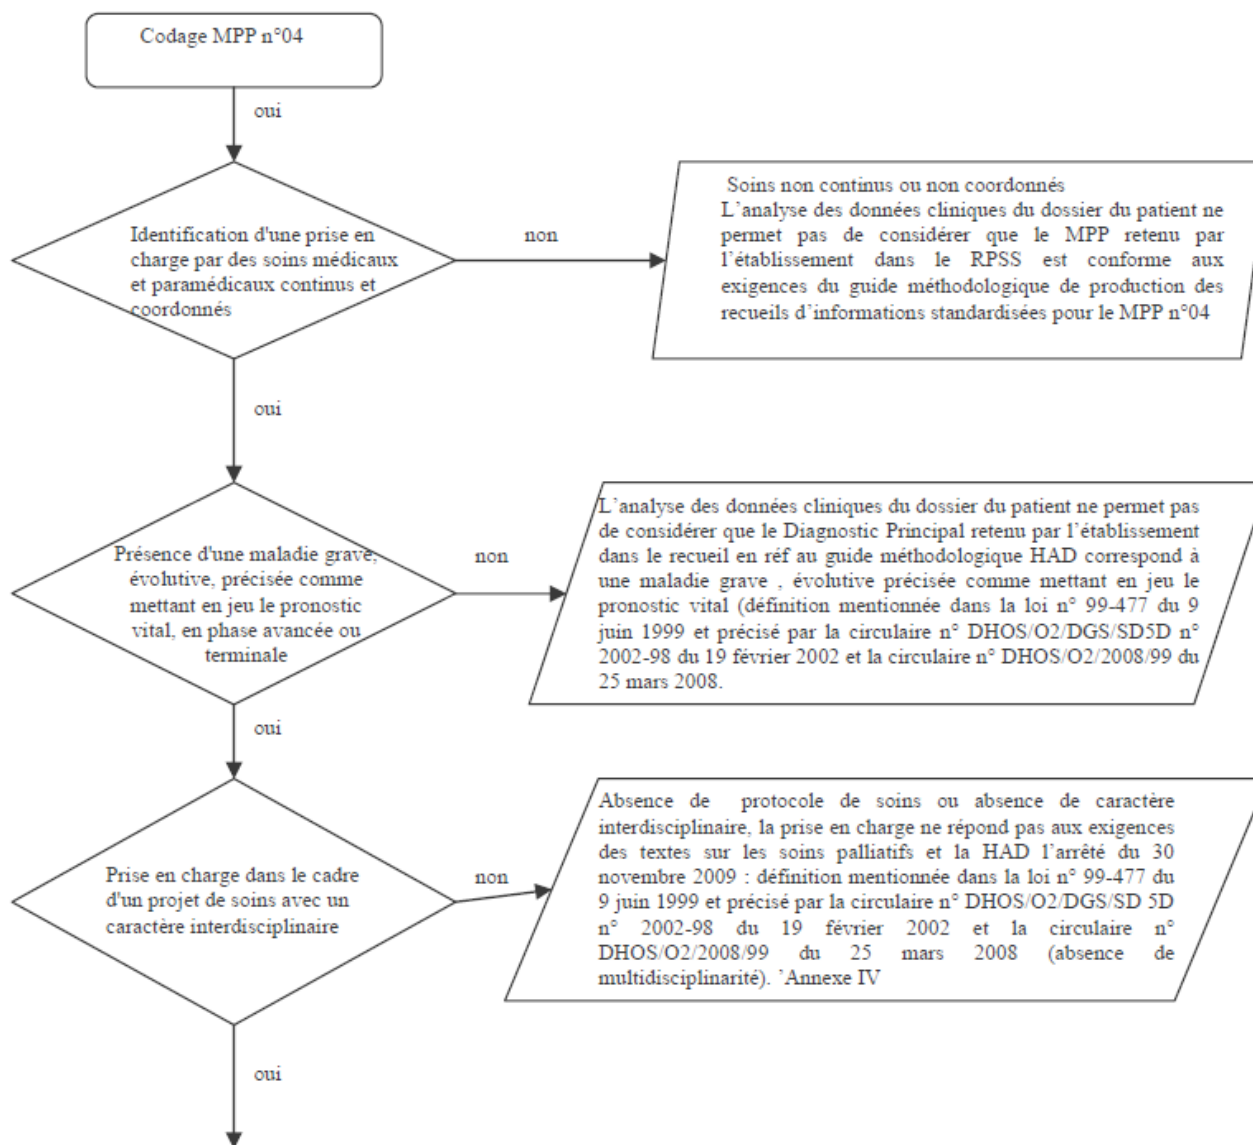 Codage MPP n°04
oui
Identification d'une prise en
charge par des soins médicaux
et paramédicaux continus et
coordonnés
non
Soins non continus ou non coordonnés
L'analyse des données cliniques du dossier du patient ne
permet pas de considérer que le MPP retenu par
l'établissement dans le RPSS est conforme aux
exigences du guide méthodologique de production des
recueils d'informations standardisées pour le MPP n°04
oui
Présence d'une maladie grave,
évolutive, précisée comme
mettant en jeu le pronostic
vital, en phase avancée ou
terminale
non
L'analyse des données cliniques du dossier du patient ne permet pas
de considérer que le Diagnostic Principal retenu par l'établissement
dans le recueil en réf au guide méthodologique HAD correspond à
une maladie grave , évolutive précisée comme mettant en jeu le
pronostic vital (définition mentionnée dans la loi n° 99-477 du 9
juin 1999 et précisé par la circulaire n° DHOS/O2/DGS/SD5D n°
2002-98 du 19 février 2002 et la circulaire n° DHOS/O2/2008/99 du
25 mars 2008.
oui
Prise en charge dans le cadre
d'un projet de soins avec un
caractère interdisciplinaire
non
Absence de protocole de soins ou absence de caractère
interdisciplinaire, la prise en charge ne répond pas aux exigences
des textes sur les soins palliatifs et la HAD l'arrêté du 30
novembre 2009 : définition mentionnée dans la loi n° 99-477 du
9 juin 1999 et précisé par la circulaire n° DHOS/O2/DGS/SD 5D
n° 2002-98 du 19 février 2002 et la circulaire n°
DHOS/O2/2008/99 du 25 mars 2008 (absence de
multidisciplinarité). 'Annexe IV
oui